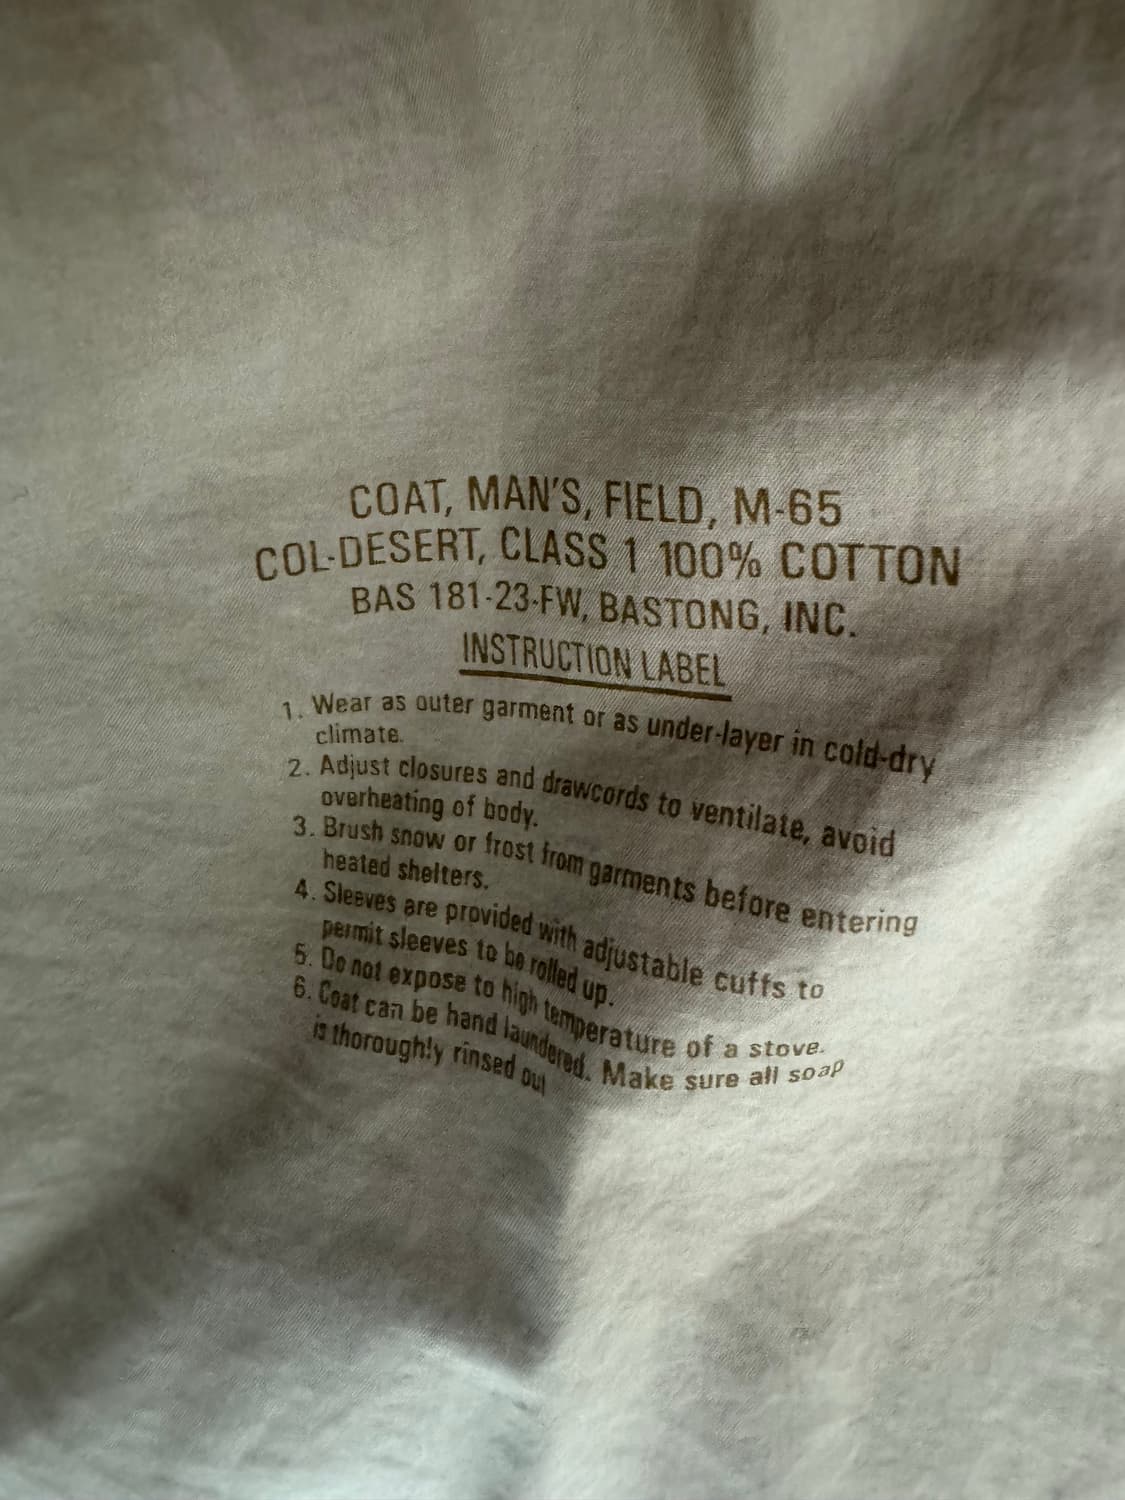 COAT, MAN'S, FIELD, M-65
COL-DESERT, CLASS 1 100% COTTON
BAS 181-23-FW, BASTONG, INC.
INSTRUCTION LABEL
1. Wear as outer garment or as under-layer in cold-dry
climate.
2. Adjust closures and drawcords to ventilate, avoid
overheating of body.
3. Brush snow or frost from garments before entering
heated shelters.
4. Sleeves are provided with adjustable cuffs to
permit sleeves to be rolled up.
5. Do not expose to high temperature of a stove.
6. Coat can be hand laundered. Make sure all soap
is thoroughly rinsed out